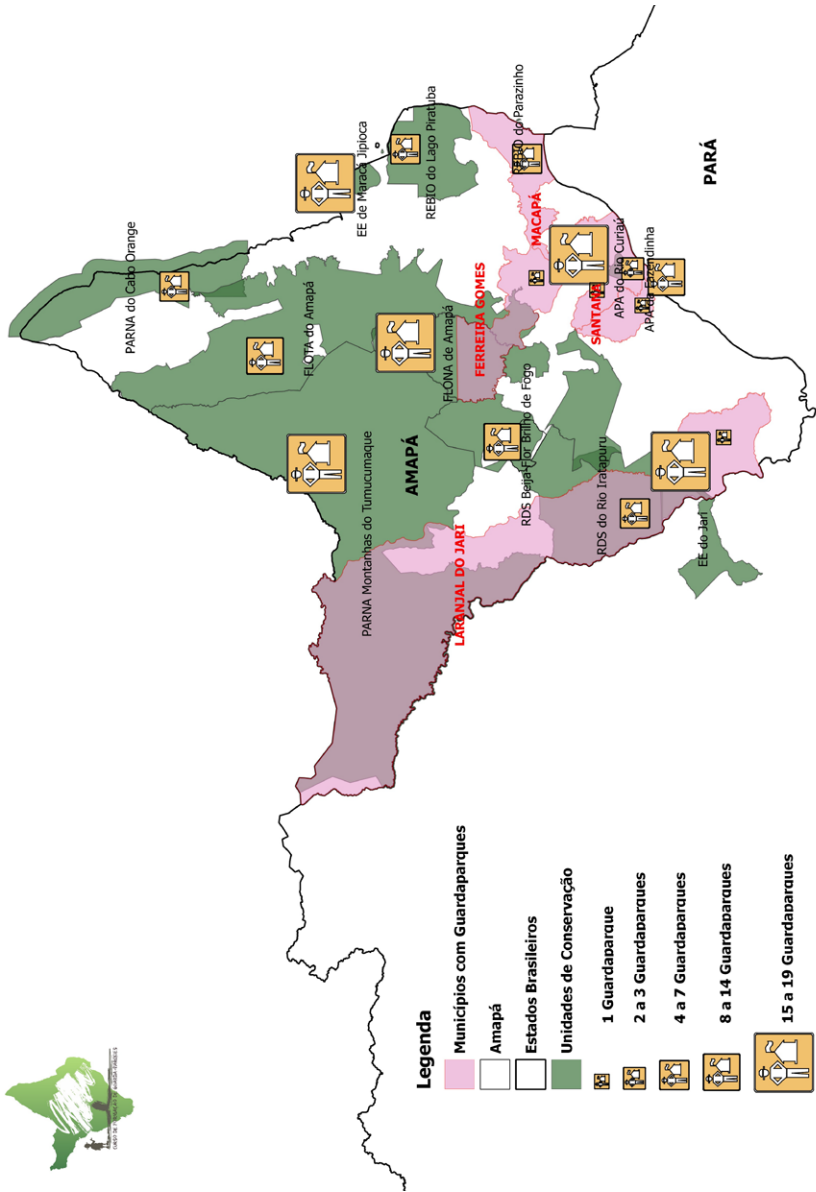 PARNA do Cabo Orange
EE de Maracá Jipioca
REBIO do Lago Piratuba
FLOTA do Amapá
FLONA de Amapá
PARNA Montanhas do Tumucumaque
AMAPÁ
FERREIRA GOMES
MACAPÁ
do Parazinho
RDS Beija-Flor Brilho de Fogo
LARANJAL DO JARI
SANTANA
APA do Rio Curiaú
APA da
RDS do Rio Iratapuru
EE do Jari
PARÁ
Legenda
Municípios com Guardaparques
Amapá
Estados Brasileiros
Unidades de Conservação
1 Guardaparque
2 a 3 Guardaparques
4 a 7 Guardaparques
8 a 14 Guardaparques
15 a 19 Guardaparques